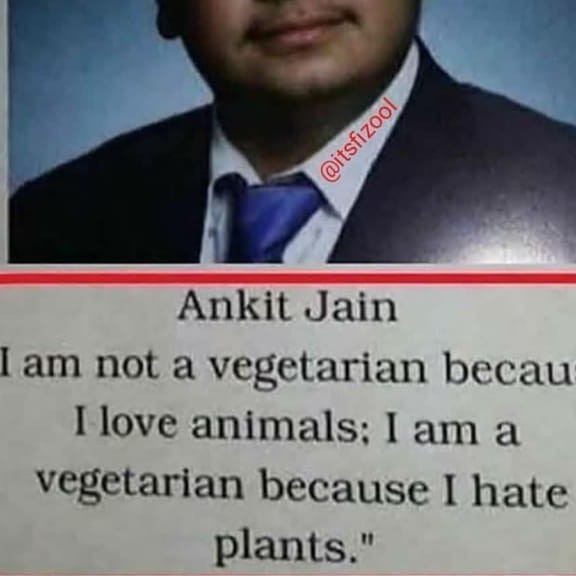 @itsfizool
Ankit Jain
I am not a vegetarian becau
I love animals; I am a
vegetarian because I hate
plants."